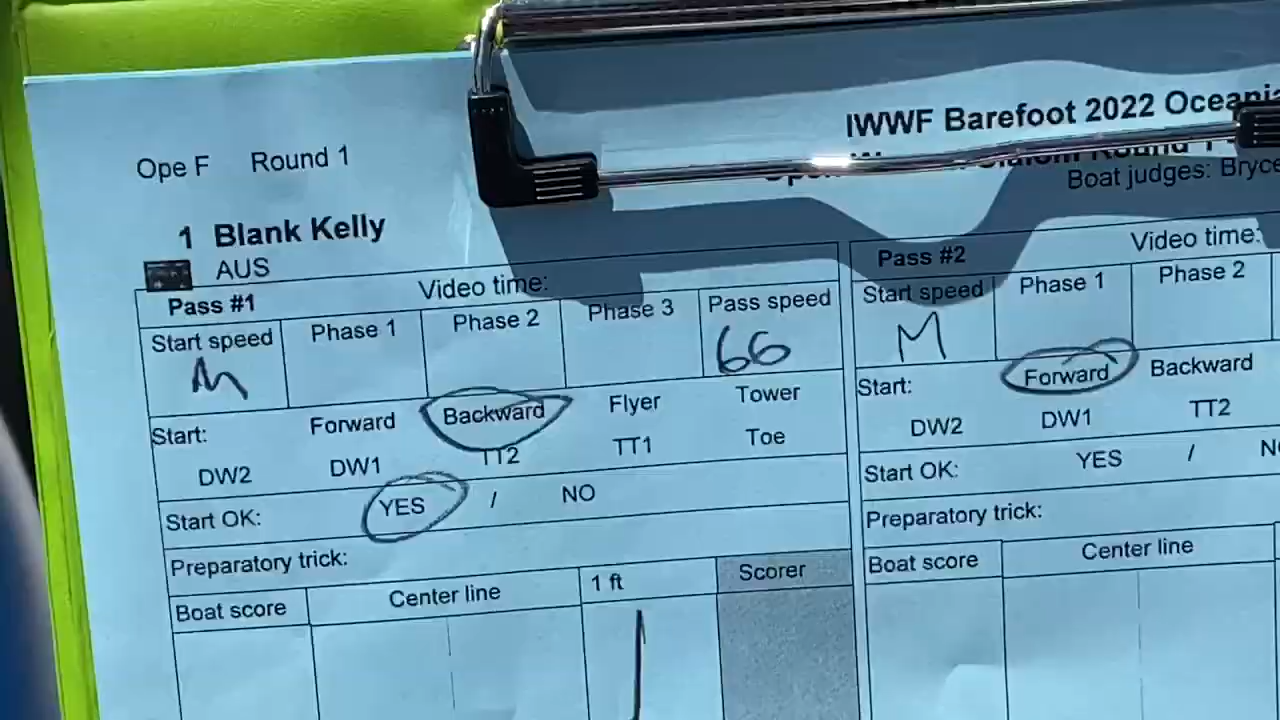 IWWF Barefoot 2022 Oceania
Ope F Round 1
Boat judges: Bryce
1 Blank Kelly
AUS
Pass #1 Video time:
Start speed Phase 1 Phase 2 Phase 3 Pass speed
M 66
Start: Forward Backward Flyer Tower
DW2 DW1 TT2 TT1 Toe
Start OK: YES / NO
Preparatory trick:
Boat score Center line 1 ft Scorer
Pass #2 Video time:
Start speed Phase 1 Phase 2
M
Start: Forward Backward
DW2 DW1 TT2
Start OK: YES /
Preparatory trick:
Boat score Center line